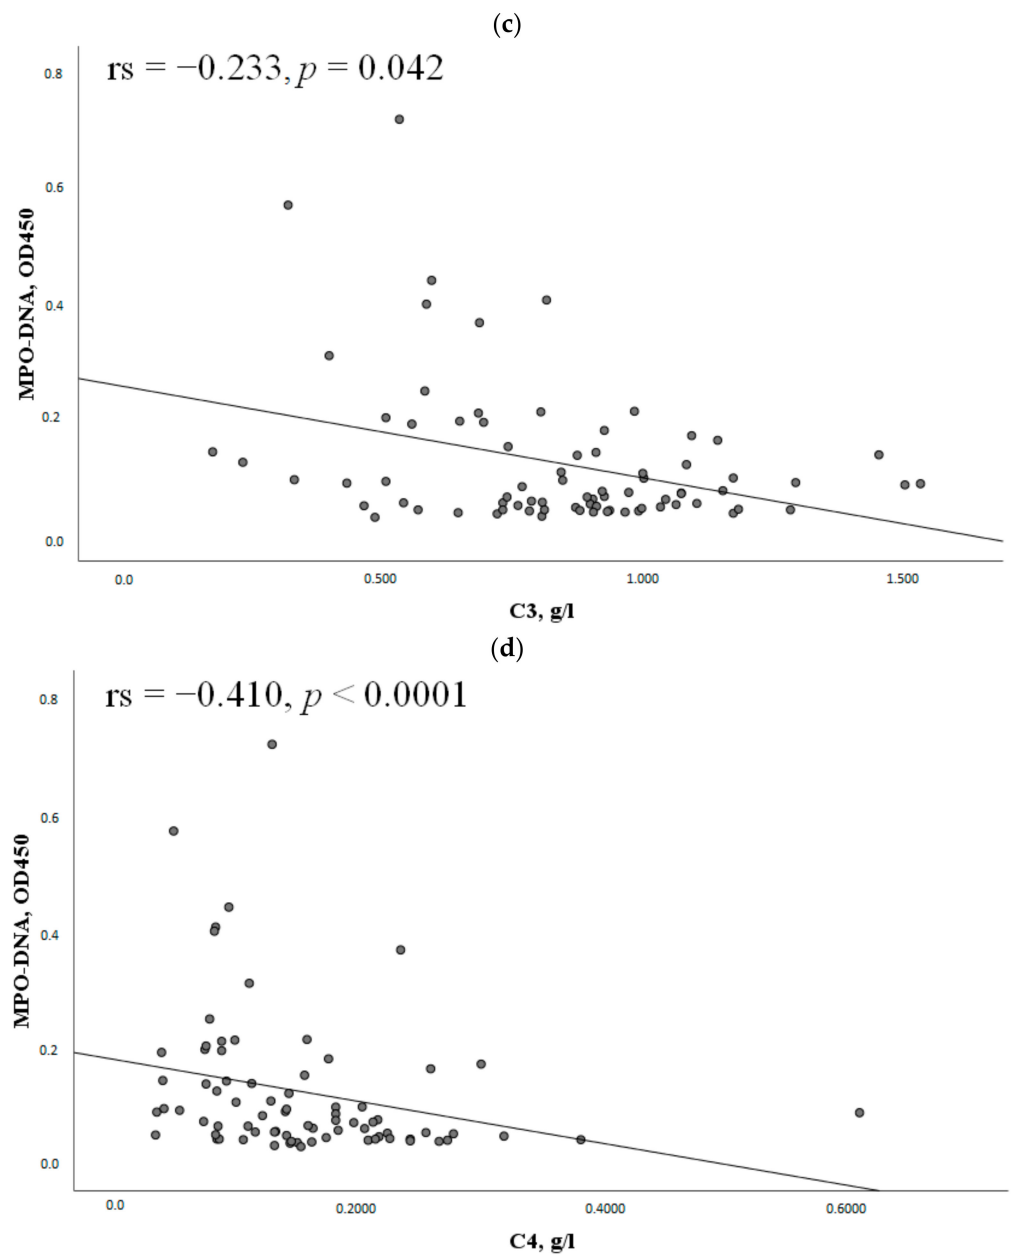 (c)
rs = −0.233, p = 0.042
0.8
0.6
0.4
0.2
0.0
MPO-DNA, OD450
0.0 0.500 1.000 1.500
C3, g/l
(d)
rs = −0.410, p < 0.0001
0.8
0.6
0.4
0.2
0.0
MPO-DNA, OD450
0.0 0.2000 0.4000 0.6000
C4, g/l